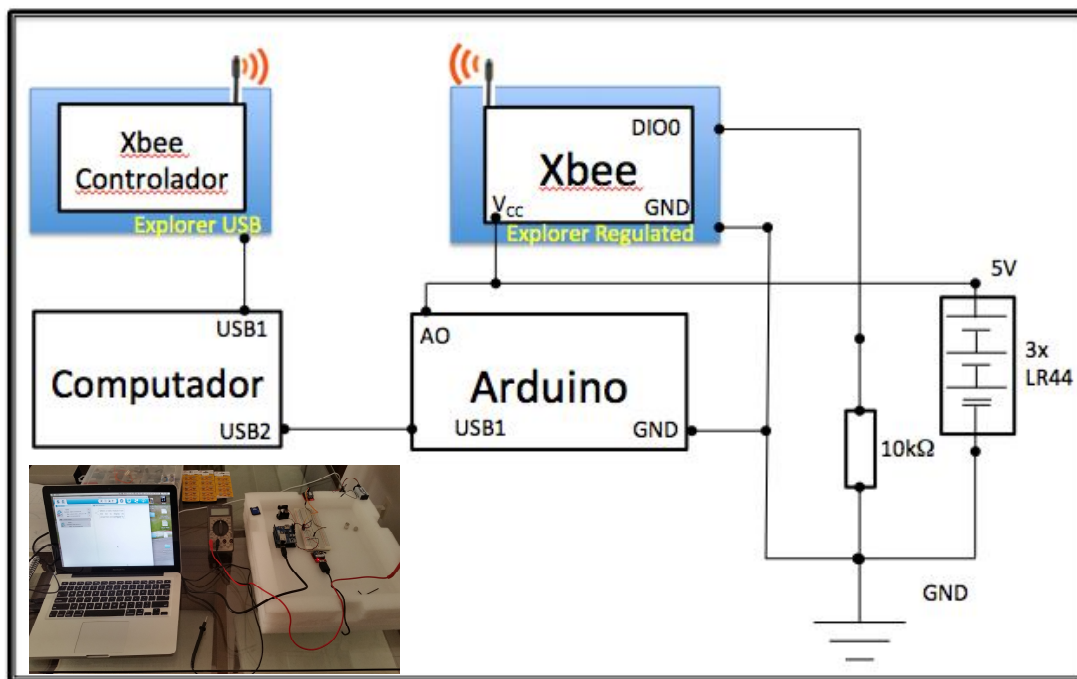 Xbee
Controlador
Explorer USB
DIO0
Xbee
VCC
GND
Explorer Regulated
5V
USB1
Computador
USB2
AO
Arduino
USB1
GND
3x
LR44
10kΩ
GND